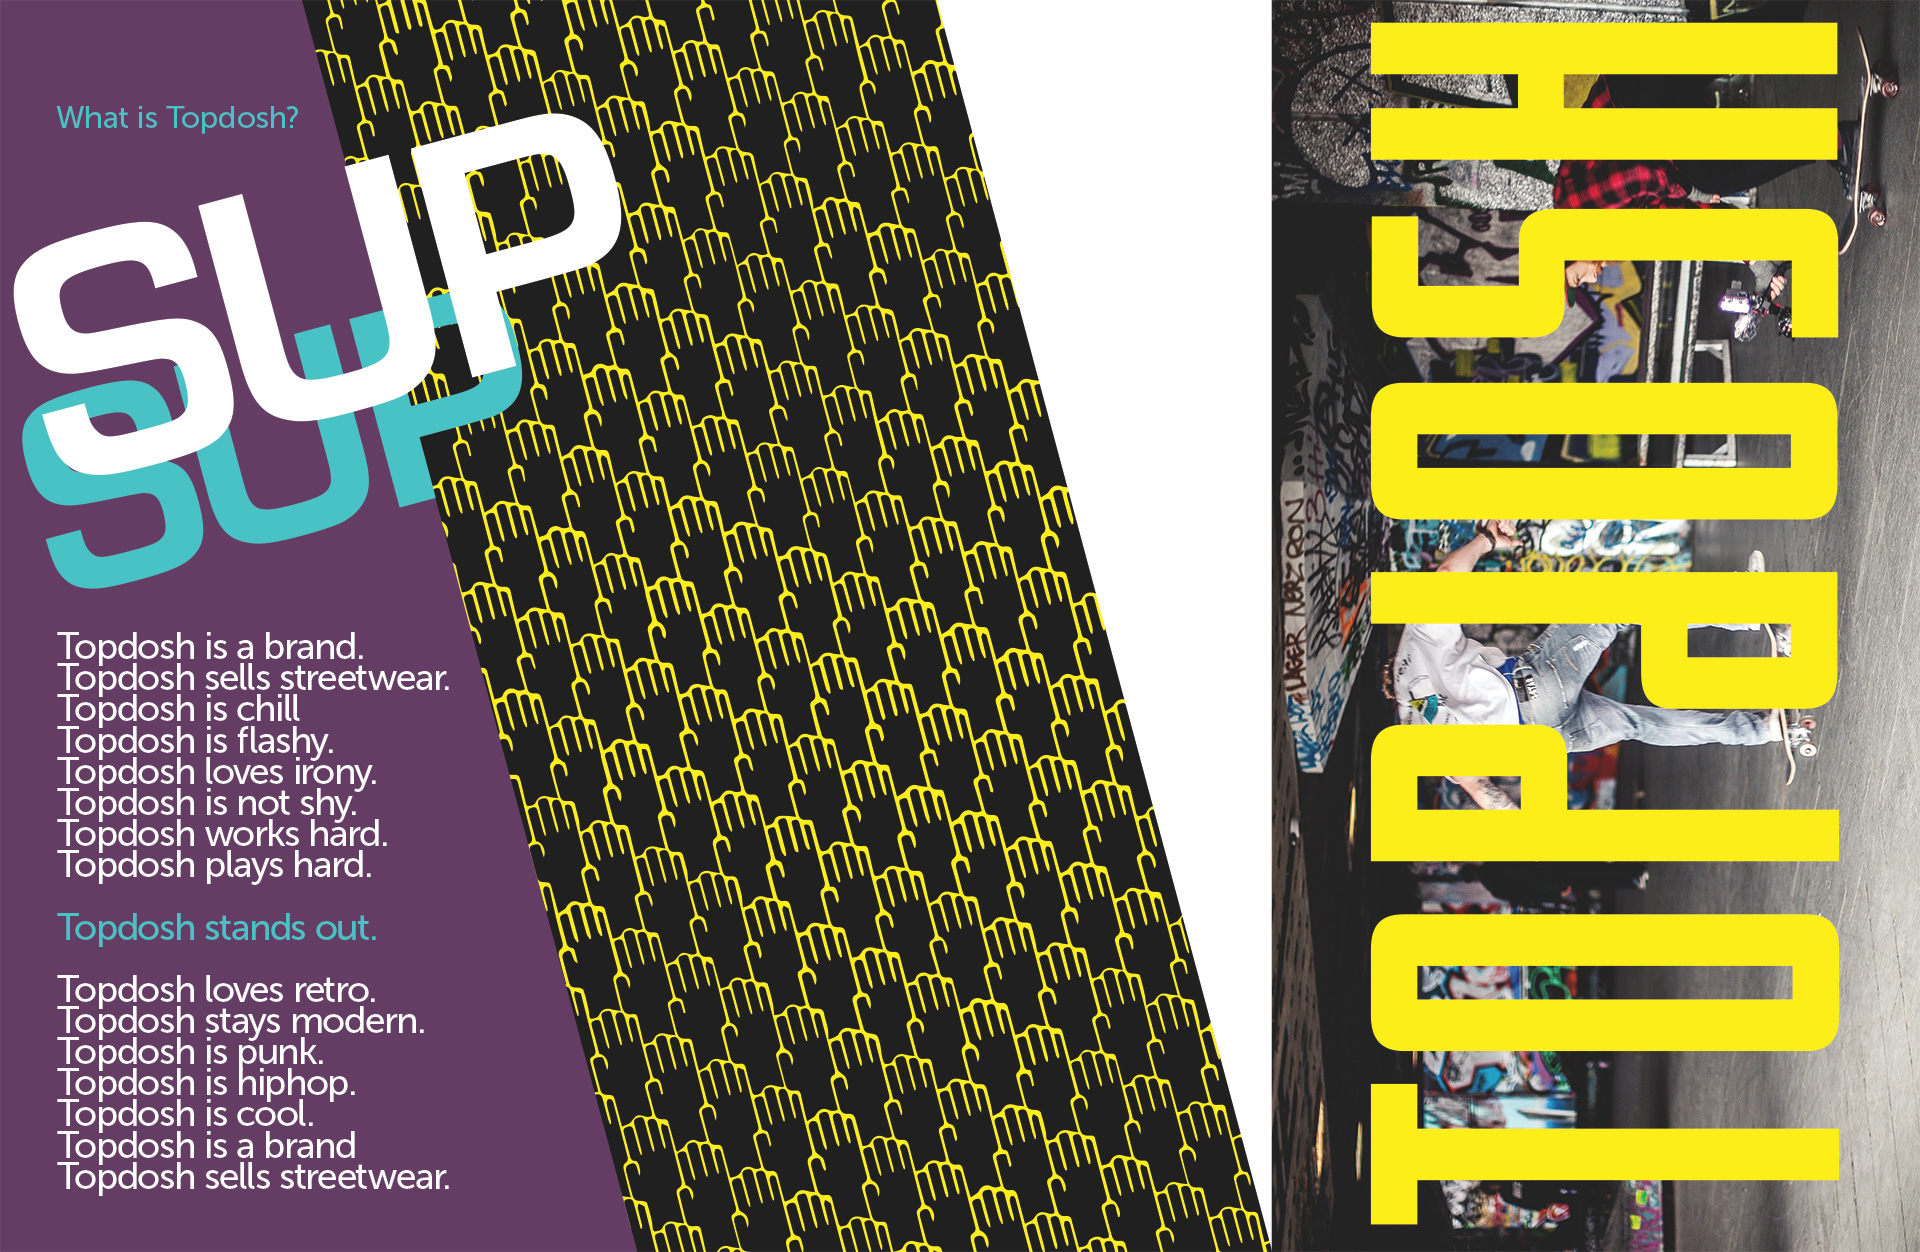 What is Topdosh?
SUP
SUP
Topdosh is a brand.
Topdosh sells streetwear.
Topdosh is chill
Topdosh is flashy.
Topdosh loves irony.
Topdosh is not shy.
Topdosh works hard.
Topdosh plays hard.
Topdosh stands out.
Topdosh loves retro.
Topdosh stays modern.
Topdosh is punk.
Topdosh is hiphop.
Topdosh is cool.
Topdosh is a brand
Topdosh sells streetwear.
TOPdOSH
LAGER